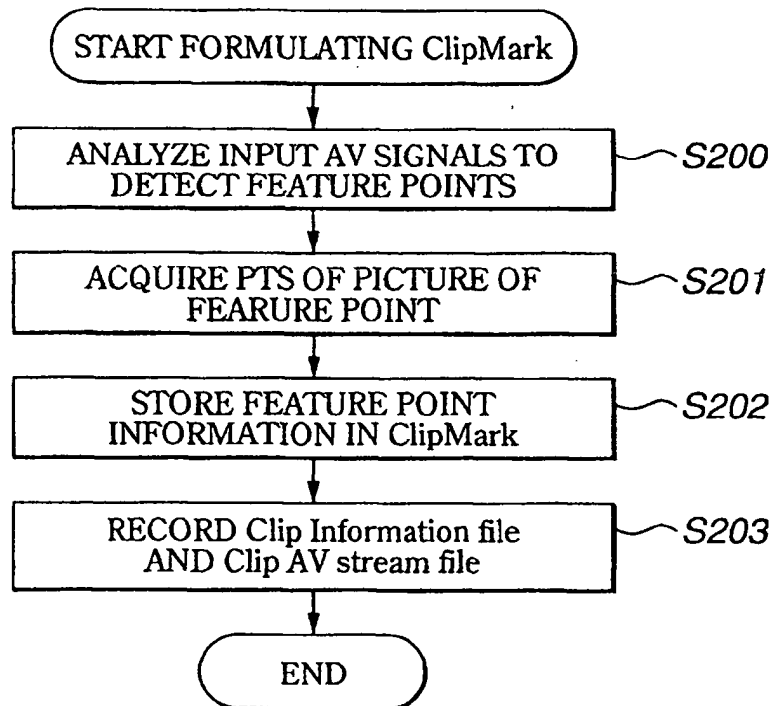 START FORMULATING ClipMark
ANALYZE INPUT AV SIGNALS TO
DETECT FEATURE POINTS
S200
ACQUIRE PTS OF PICTURE OF
FEARURE POINT
S201
STORE FEATURE POINT
INFORMATION IN ClipMark
S202
RECORD Clip Information file
AND Clip AV stream file
S203
END